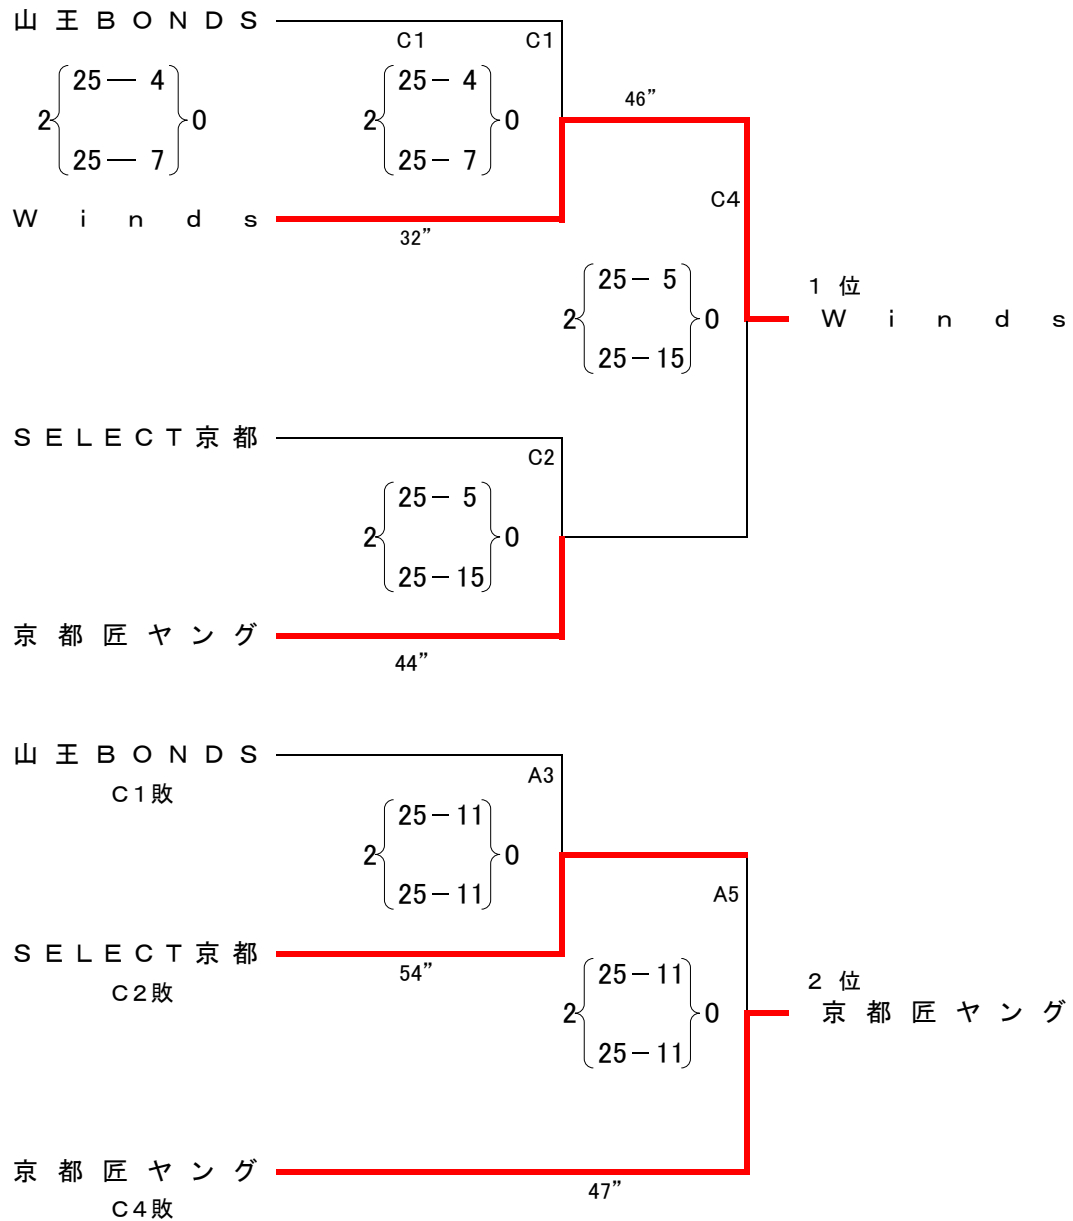 山王BONDS
C1 C1
25― 4 25－ 4
46”
2 0 2 0
25― 7 25－ 7
C4
Winds
32”
25－ 5
1位
2 0 Winds
25－15
SELECT京都
C2
25－ 5
2 0
25－15
京都匠ヤング
44”
山王BONDS
A3
C1敗
25－11
2 0
25－11
A5
SELECT京都
54”
25－11
2位
C2敗
2 0 京都匠ヤング
25－11
京都匠ヤング
47”
C4敗